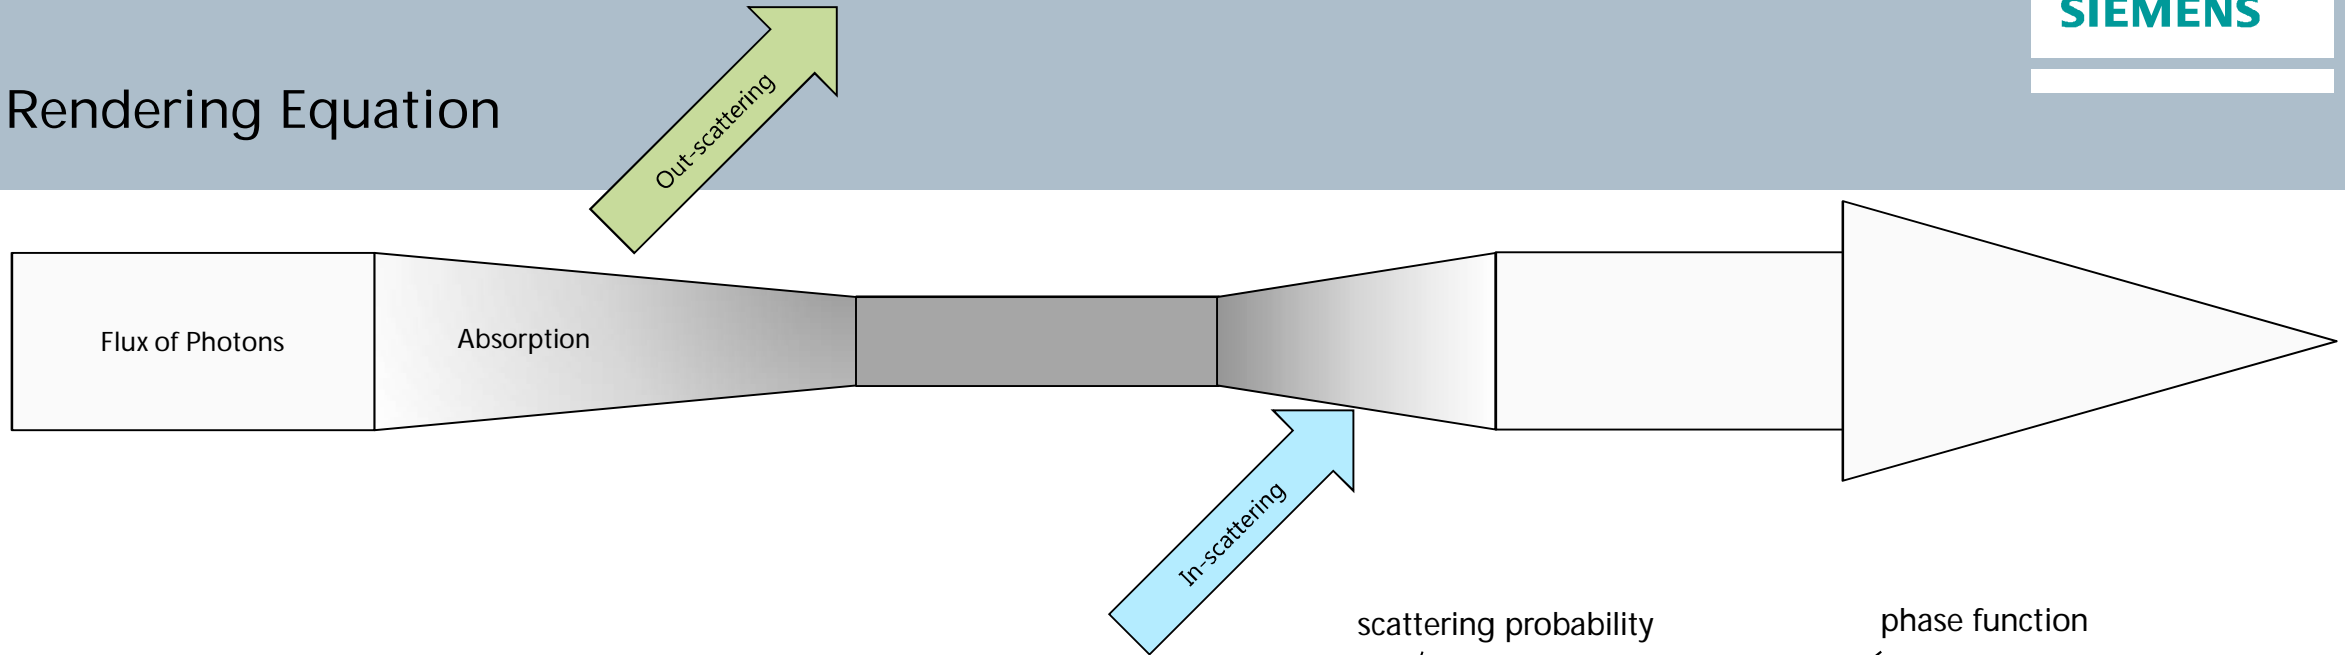 SIEMENS
Rendering Equation
Out-scattering
Flux of Photons
Absorption
In-scattering
scattering probability
phase function